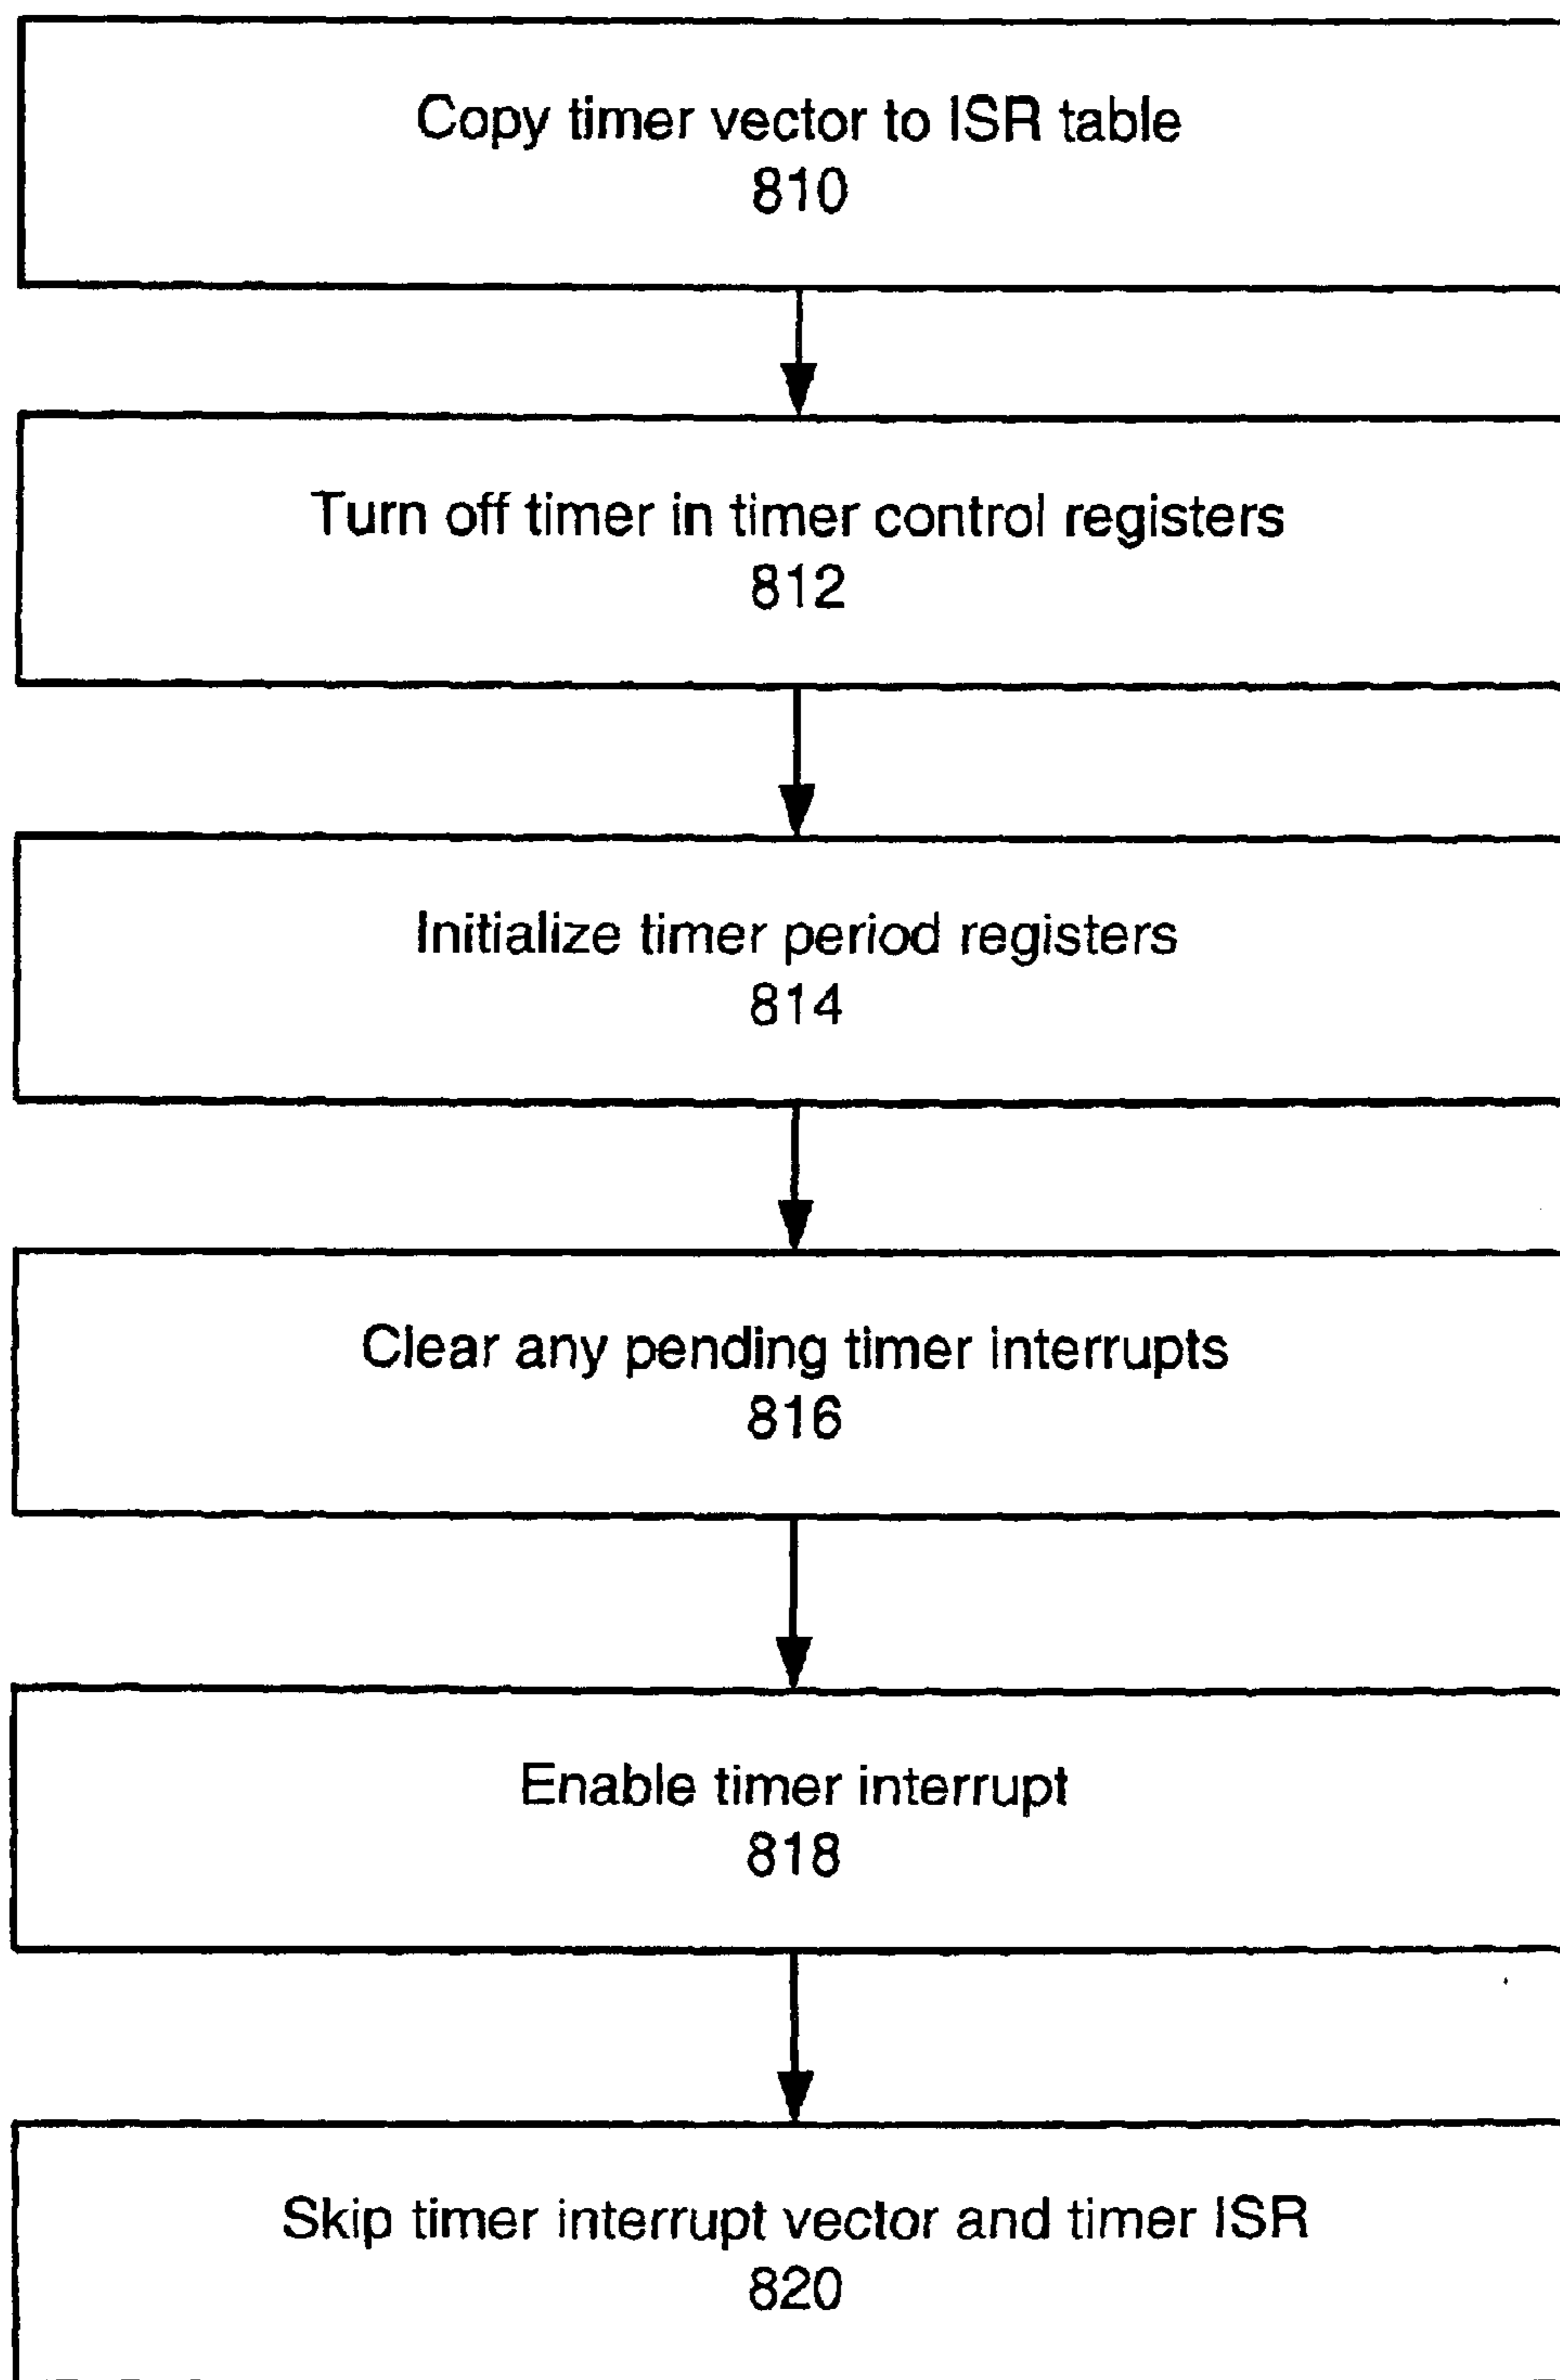 Copy timer vector to ISR table
810
Turn off timer in timer control registers
812
Initialize timer period registers
814
Clear any pending timer interrupts
816
Enable timer interrupt
818
Skip timer interrupt vector and timer ISR
820